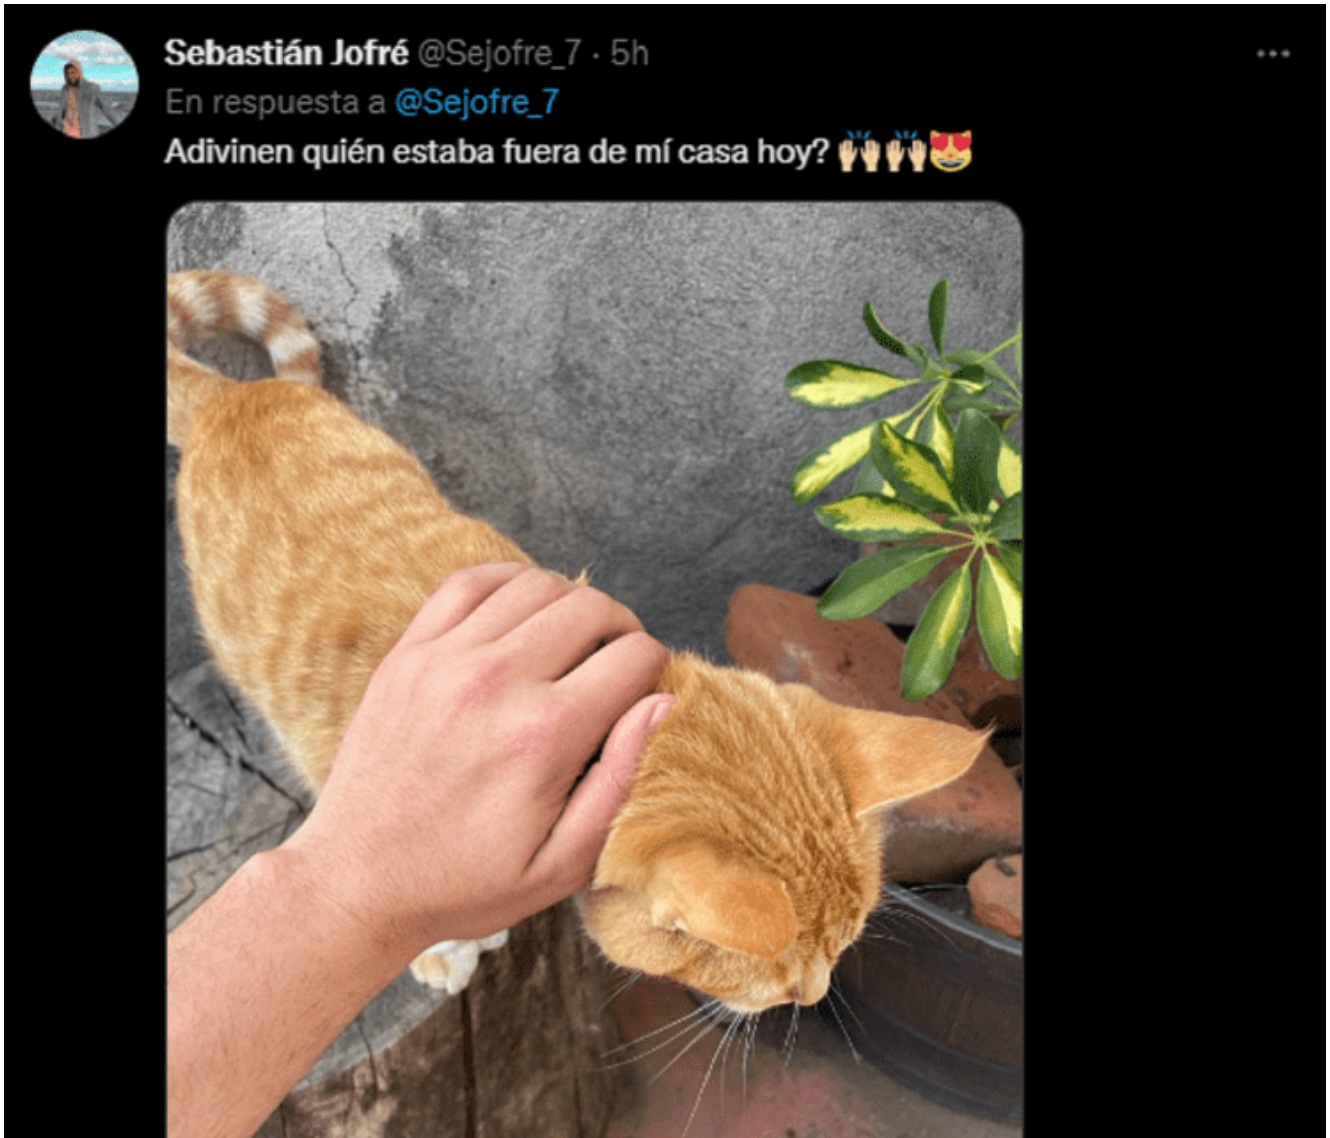 Sebastián Jofré @Sejofre_7 · 5h
En respuesta a @Sejofre_7
Adivinen quién estaba fuera de mí casa hoy? 🙌🏻🙌🏻😻